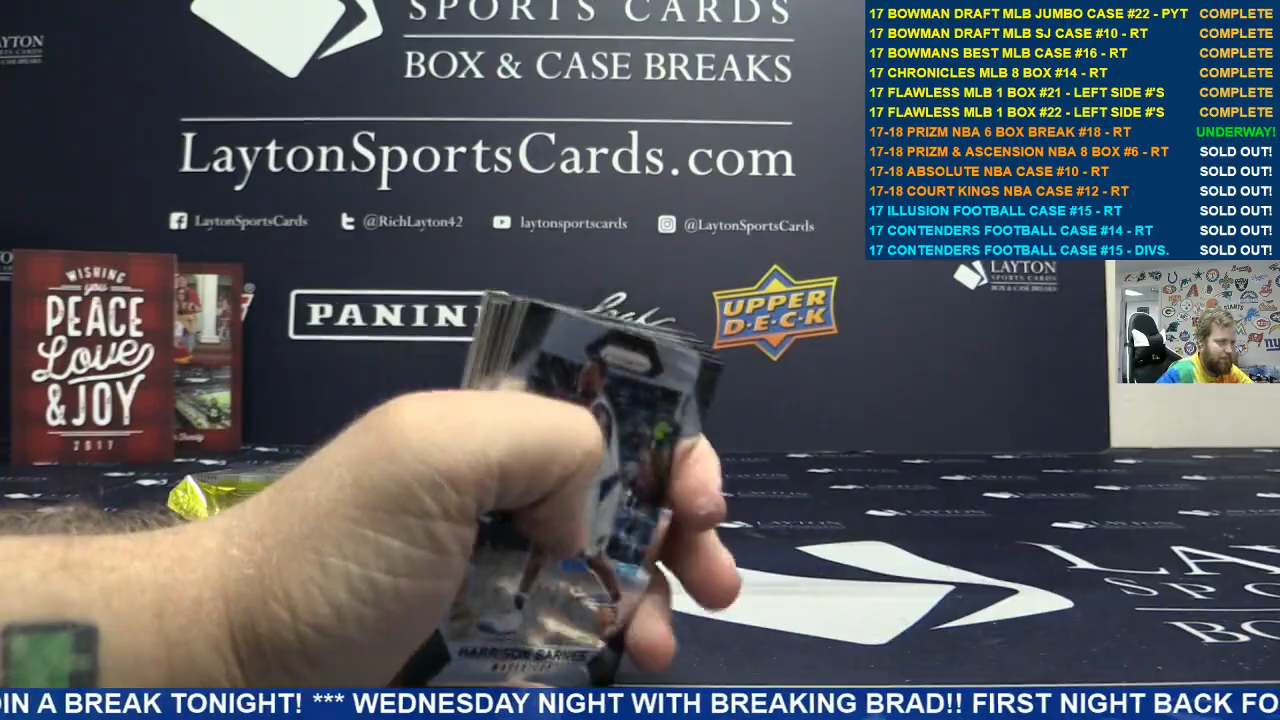 SPORTS CARDS
BOX & CASE BREAKS
LaytonSportsCards.com
LaytonSportsCards
@RichLayton42
laytonsportscards
@LaytonSportsCards
17 BOWMAN DRAFT MLB JUMBO CASE #22 - PYT COMPLETE
17 BOWMAN DRAFT MLB SJ CASE #10 - RT COMPLETE
17 BOWMANS BEST MLB CASE #16 - RT COMPLETE
17 CHRONICLES MLB 8 BOX #14 - RT COMPLETE
17 FLAWLESS MLB 1 BOX #21 - LEFT SIDE #'S COMPLETE
17 FLAWLESS MLB 1 BOX #22 - LEFT SIDE #'S COMPLETE
17-18 PRIZM NBA 6 BOX BREAK #18 - RT UNDERWAY!
17-18 PRIZM & ASCENSION NBA 8 BOX #6 - RT SOLD OUT!
17-18 ABSOLUTE NBA CASE #10 - RT SOLD OUT!
17-18 COURT KINGS NBA CASE #12 - RT SOLD OUT!
17 ILLUSION FOOTBALL CASE #15 - RT SOLD OUT!
17 CONTENDERS FOOTBALL CASE #14 - RT SOLD OUT!
17 CONTENDERS FOOTBALL CASE #15 - DIVS. SOLD OUT!
WISHING
you
PEACE
Love
& JOY
2017
PANINI
UPPER
D·E·C·K
LAYTON
SPORTS CARDS
HARRISON BARNES
OIN A BREAK TONIGHT! *** WEDNESDAY NIGHT WITH BREAKING BRAD!! FIRST NIGHT BACK FO